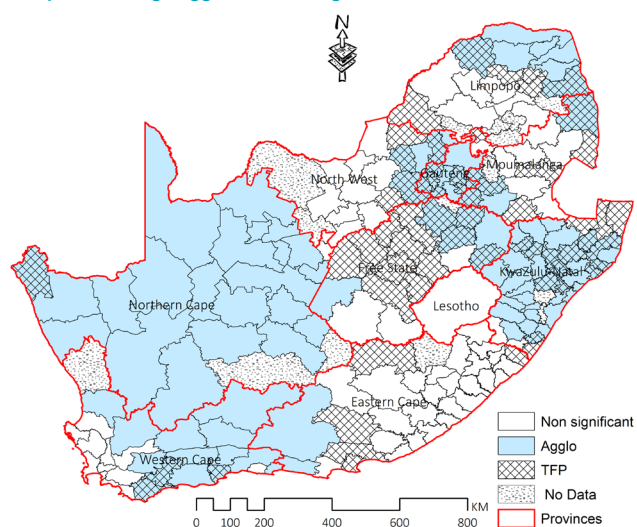 N
Limpopo
North West
Mpumalanga
Gauteng
Free State
KwaZulu-Natal
Northern Cape
Lesotho
Eastern Cape
Western Cape
Non significant
Agglo
TFP
No Data
Provinces
KM
0 100 200 400 600 800